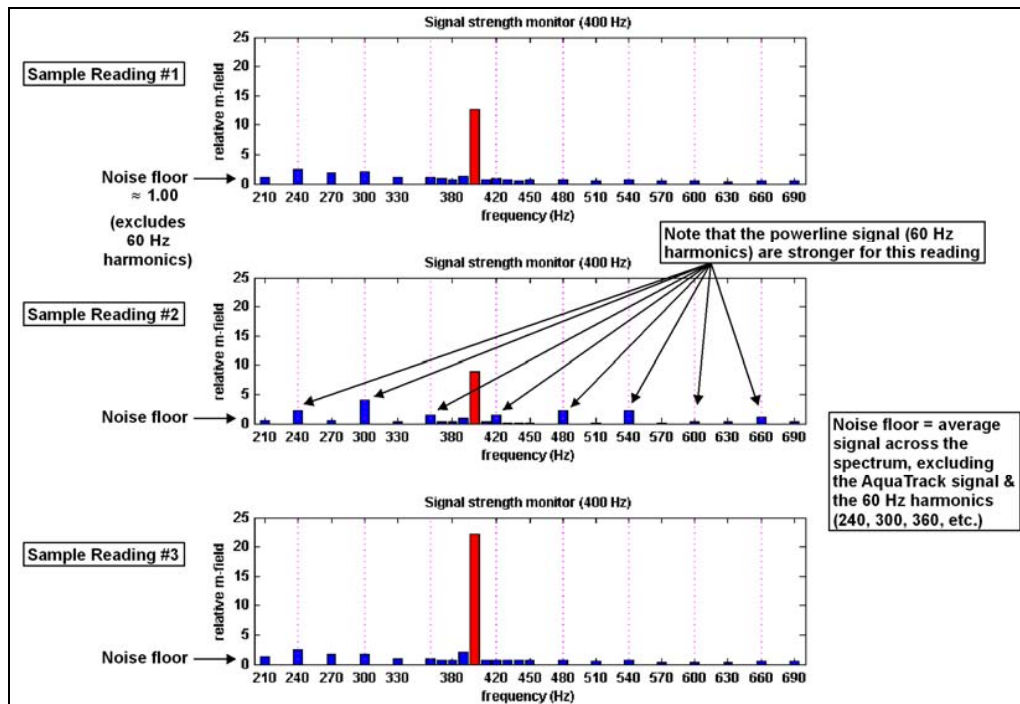 Signal strength monitor (400 Hz)
Sample Reading #1
relative m-field
25
20
15
10
5
0
Noise floor
≈ 1.00
(excludes
60 Hz
harmonics)
210 240 270 300 330 380 420 450 480 510 540 570 600 630 660 690
frequency (Hz)
Note that the powerline signal (60 Hz
harmonics) are stronger for this reading
Signal strength monitor (400 Hz)
Sample Reading #2
relative m-field
25
20
15
10
5
0
Noise floor
210 240 270 300 330 380 420 450 480 510 540 570 600 630 660 690
frequency (Hz)
Noise floor = average
signal across the
spectrum, excluding
the AquaTrack signal &
the 60 Hz harmonics
(240, 300, 360, etc.)
Signal strength monitor (400 Hz)
Sample Reading #3
relative m-field
25
20
15
10
5
0
Noise floor
210 240 270 300 330 380 420 450 480 510 540 570 600 630 660 690
frequency (Hz)